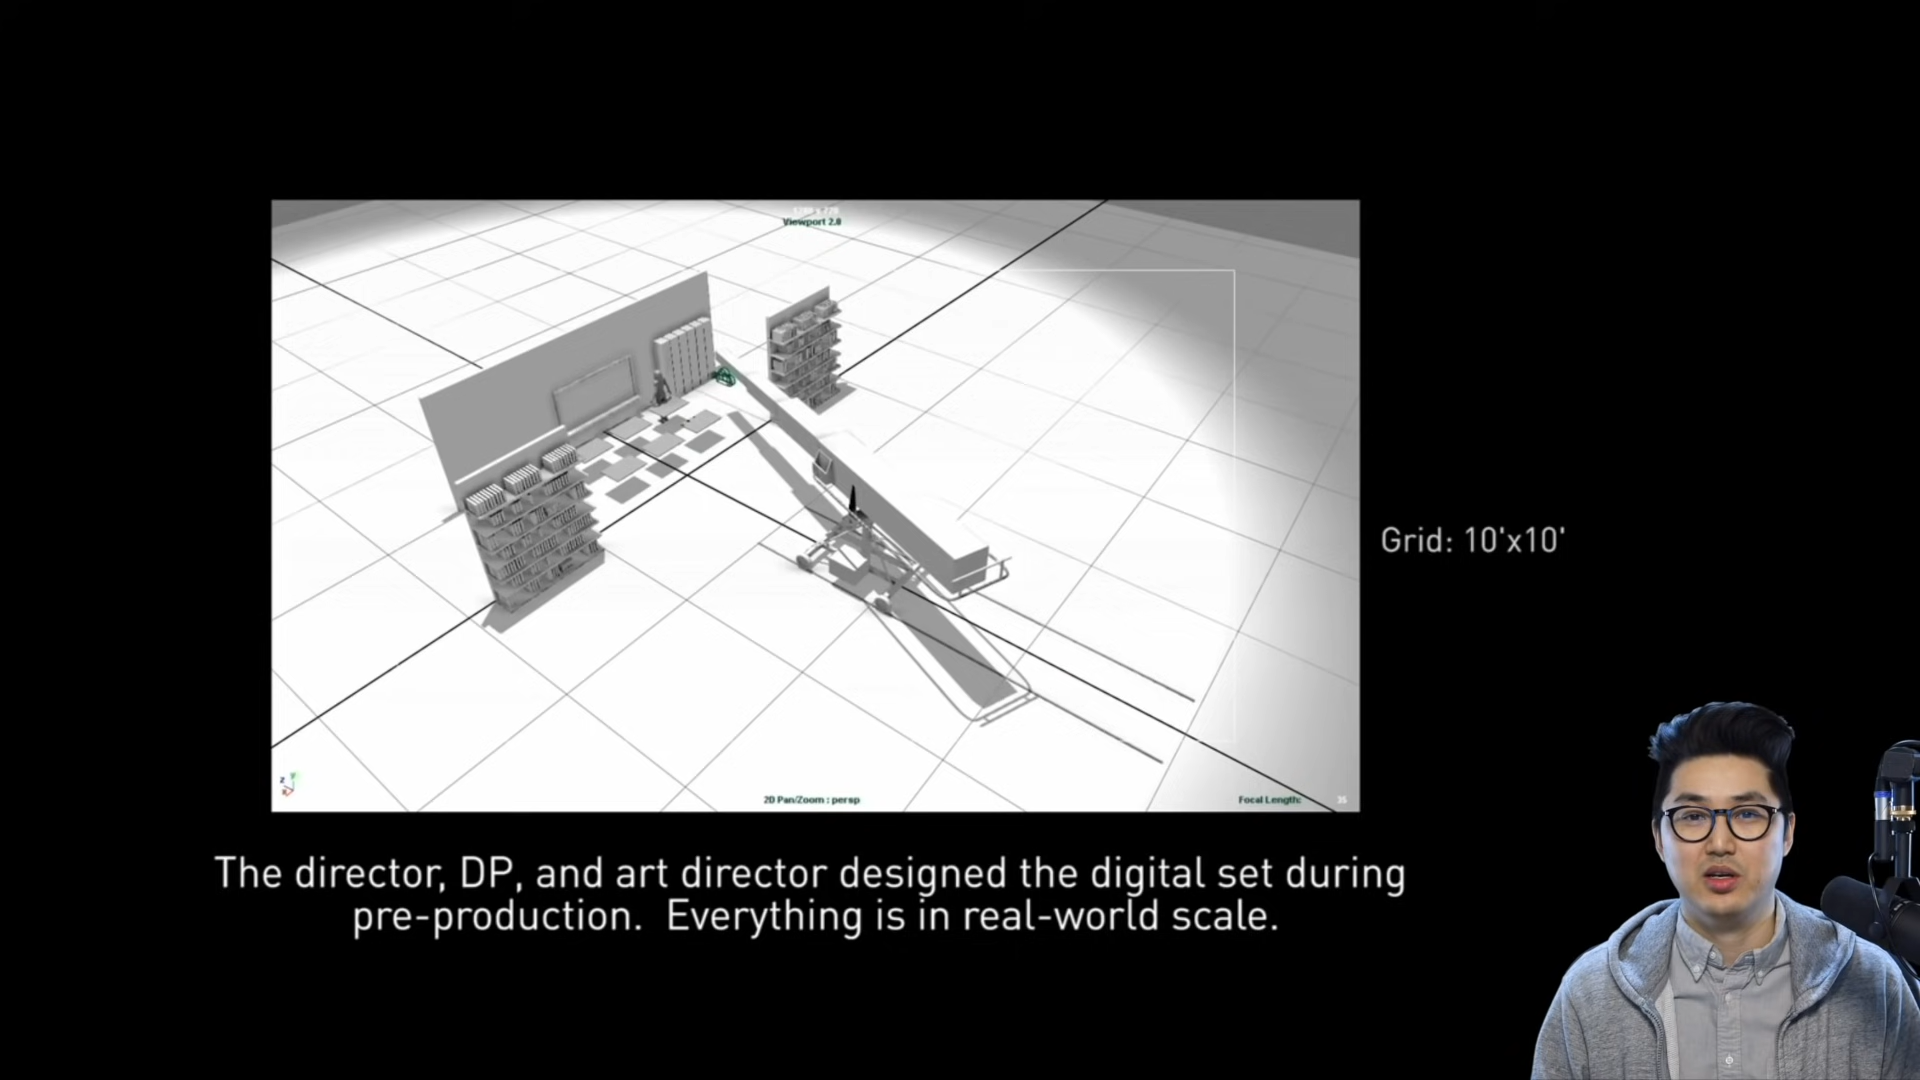 Viewport 2.0
Grid: 10'x10'
2D Pan/Zoom : persp
Focal Length:
35
The director, DP, and art director designed the digital set during
pre-production.  Everything is in real-world scale.